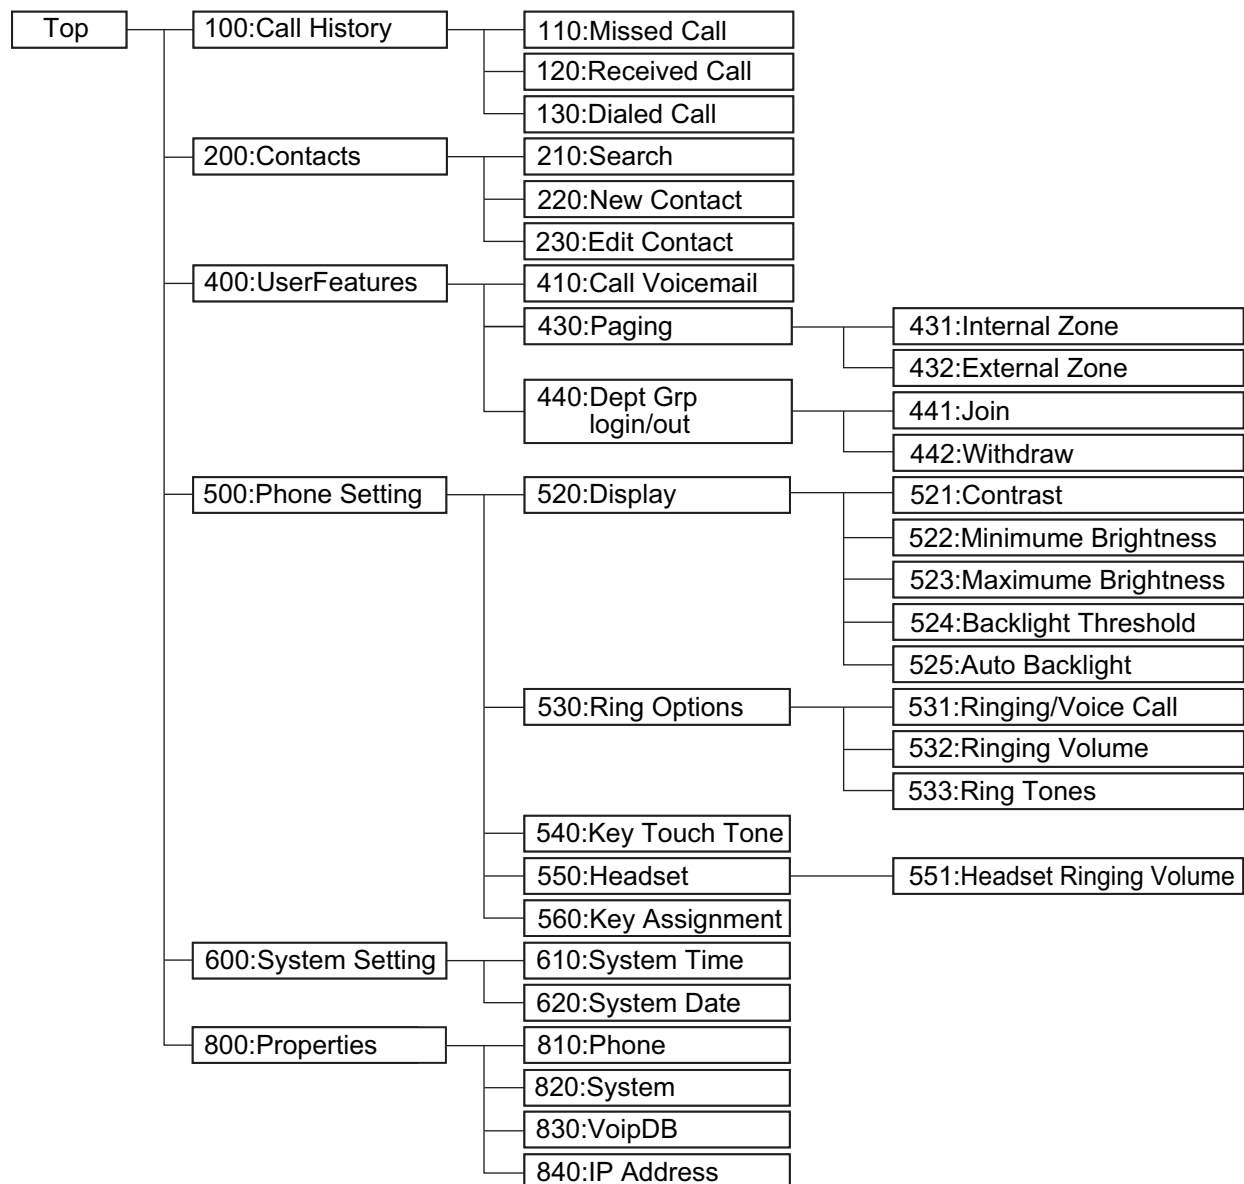 Top
100:Call History
110:Missed Call
120:Received Call
130:Dialed Call
200:Contacts
210:Search
220:New Contact
230:Edit Contact
400:UserFeatures
410:Call Voicemail
430:Paging
431:Internal Zone
432:External Zone
440:Dept Grp
login/out
441:Join
442:Withdraw
500:Phone Setting
520:Display
521:Contrast
522:Minimume Brightness
523:Maximume Brightness
524:Backlight Threshold
525:Auto Backlight
530:Ring Options
531:Ringing/Voice Call
532:Ringing Volume
533:Ring Tones
540:Key Touch Tone
550:Headset
551:Headset Ringing Volume
560:Key Assignment
600:System Setting
610:System Time
620:System Date
800:Properties
810:Phone
820:System
830:VoipDB
840:IP Address